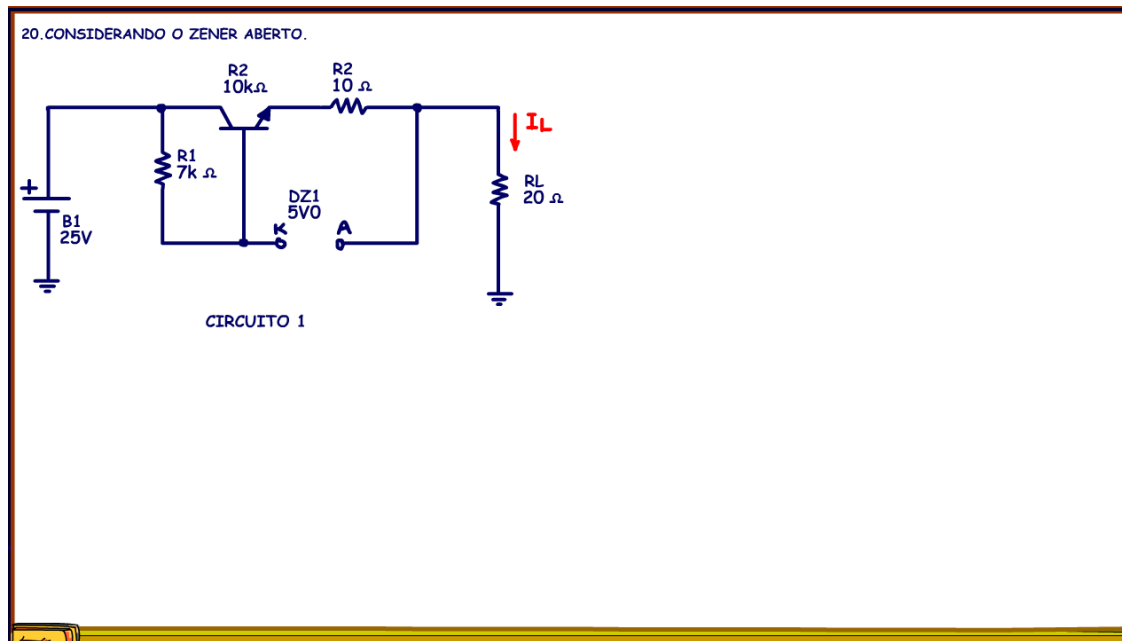 20.CONSIDERANDO O ZENER ABERTO.
R2
10kΩ
R2
10 Ω
IL
R1
7k Ω
+
B1
25V
DZ1
5V0
K
A
RL
20 Ω
CIRCUITO 1